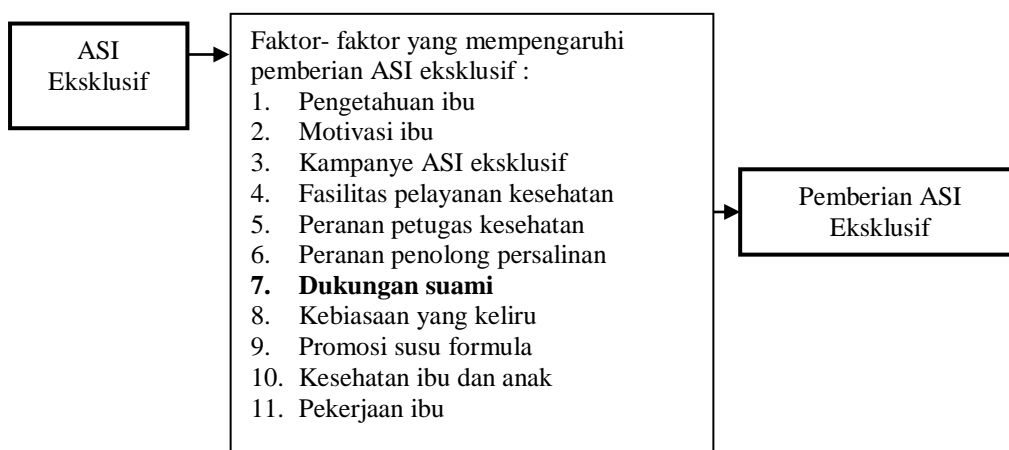 ASI
Eksklusif
Faktor- faktor yang mempengaruhi
pemberian ASI eksklusif :
1. Pengetahuan ibu
2. Motivasi ibu
3. Kampanye ASI eksklusif
4. Fasilitas pelayanan kesehatan
5. Peranan petugas kesehatan
6. Peranan penolong persalinan
7. Dukungan suami
8. Kebiasaan yang keliru
9. Promosi susu formula
10. Kesehatan ibu dan anak
11. Pekerjaan ibu
Pemberian ASI
Eksklusif